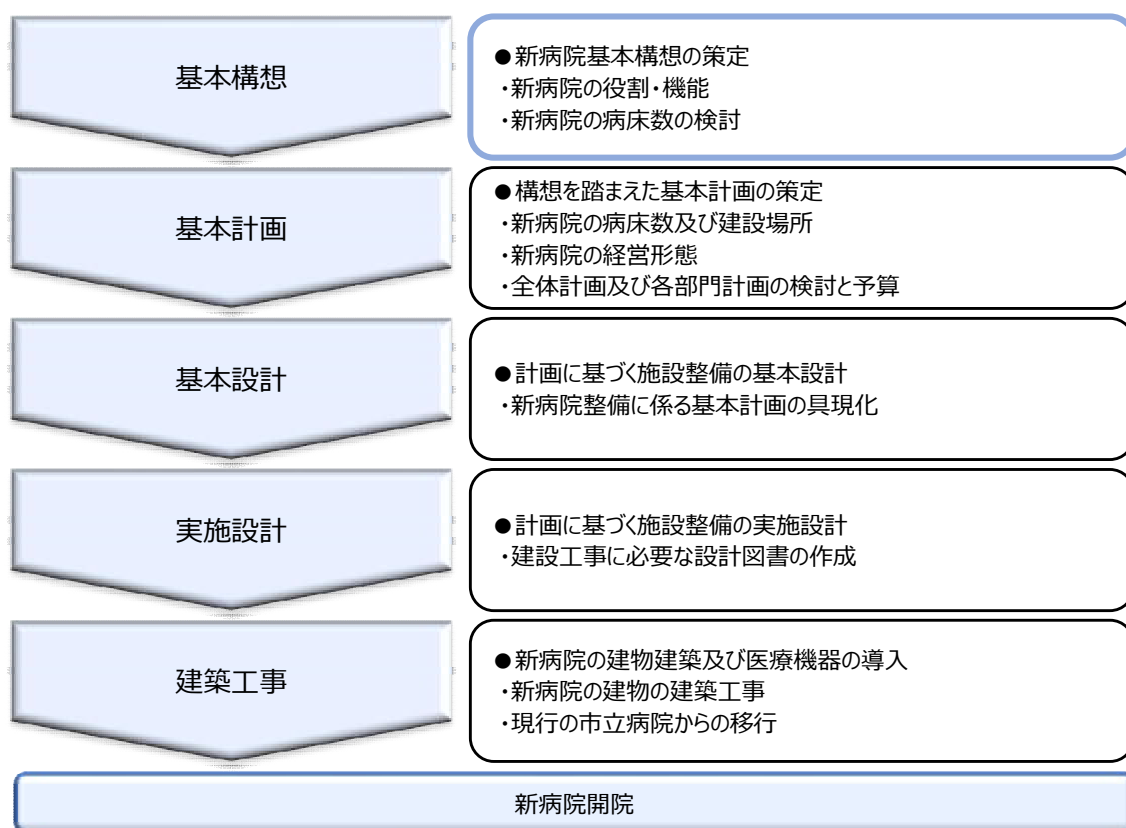 基本構想
●新病院基本構想の策定
・新病院の役割・機能
・新病院の病床数の検討
基本計画
●構想を踏まえた基本計画の策定
・新病院の病床数及び建設場所
・新病院の経営形態
・全体計画及び各部門計画の検討と予算
基本設計
●計画に基づく施設整備の基本設計
・新病院整備に係る基本計画の具現化
実施設計
●計画に基づく施設整備の実施設計
・建設工事に必要な設計図書の作成
建築工事
●新病院の建物建築及び医療機器の導入
・新病院の建物の建築工事
・現行の市立病院からの移行
新病院開院